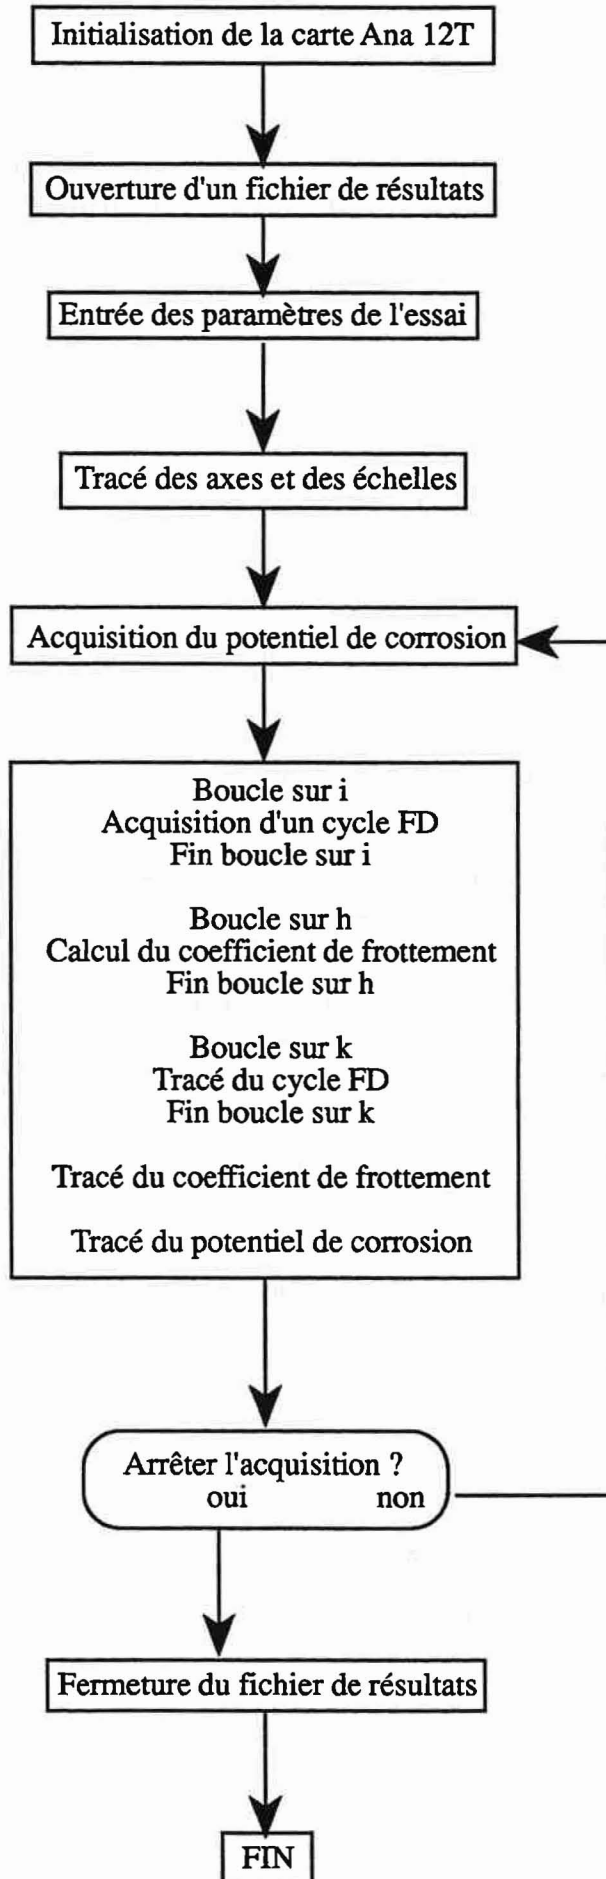 Initialisation de la carte Ana 12T
Ouverture d'un fichier de résultats
Entrée des paramètres de l'essai
Tracé des axes et des échelles
Acquisition du potentiel de corrosion
Boucle sur i
Acquisition d'un cycle FD
Fin boucle sur i
Boucle sur h
Calcul du coefficient de frottement
Fin boucle sur h
Boucle sur k
Tracé du cycle FD
Fin boucle sur k
Tracé du coefficient de frottement
Tracé du potentiel de corrosion
Arrêter l'acquisition ?
oui non
Fermeture du fichier de résultats
FIN